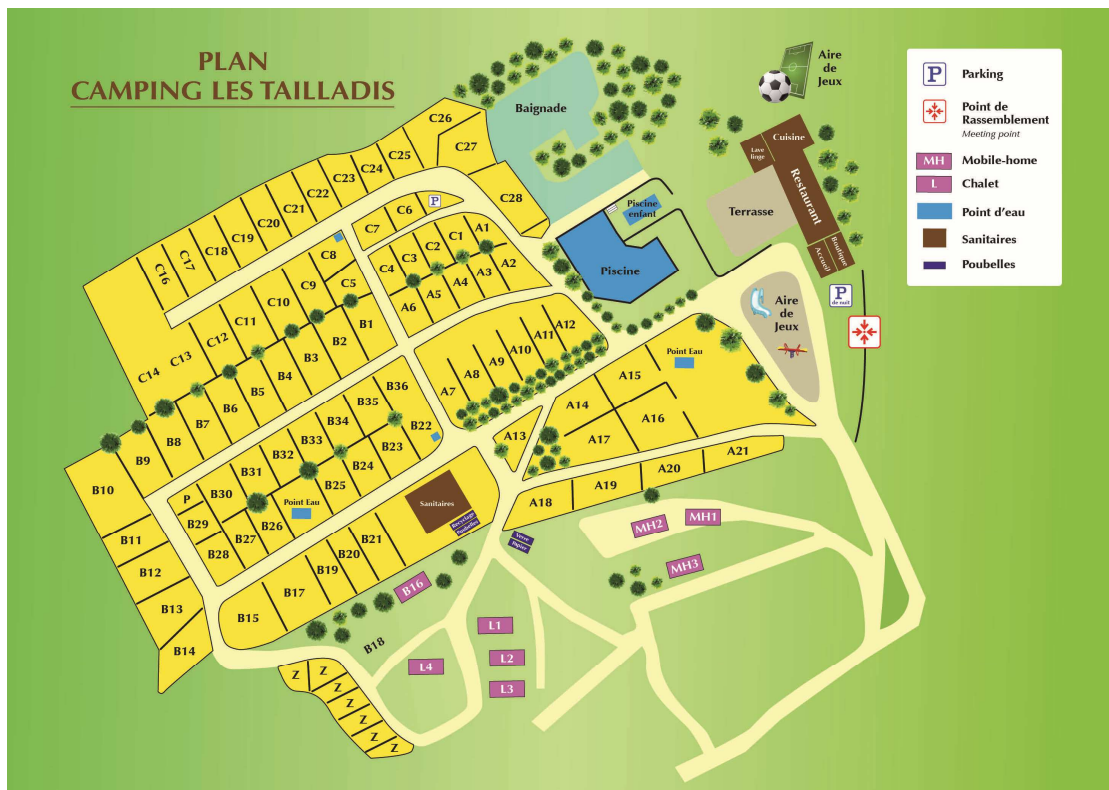 PLAN
CAMPING LES TAILLADIS
Aire
de
Jeux
Parking
Point de
Rassemblement
Meeting point
MH
Mobile-home
L
Chalet
Point d'eau
Sanitaires
Poubelles
P
Baignade
Cuisine
Lave
linge
Restaurant
Terrasse
Accueil
Boutique
P
de nuit
Piscine
enfant
Piscine
Aire
de
Jeux
C26
C25
C27
C24
C23
C22
C21
C20
C19
C18
C17
C16
C28
P
C6
C7
A1
C1
C2
C3
C4
A2
A3
A4
A5
A6
C8
C5
C9
C10
C11
C12
C13
C14
B1
B2
B3
B4
B5
B6
B7
B8
B9
B10
A12
A11
A10
A9
A8
A7
Point Eau
A15
A14
A16
A17
A13
A21
A20
A19
A18
B36
B35
B34
B33
B32
B31
B30
P
B29
B22
B23
B24
B25
Point Eau
B26
B27
B28
B11
B12
B13
B14
Sanitaires
Recyclage
Poubelles
Verre
Papier
B21
B20
B19
B17
B15
B16
B18
MH1
MH2
MH3
L1
L2
L3
L4
Z
Z
Z
Z
Z
Z
Z